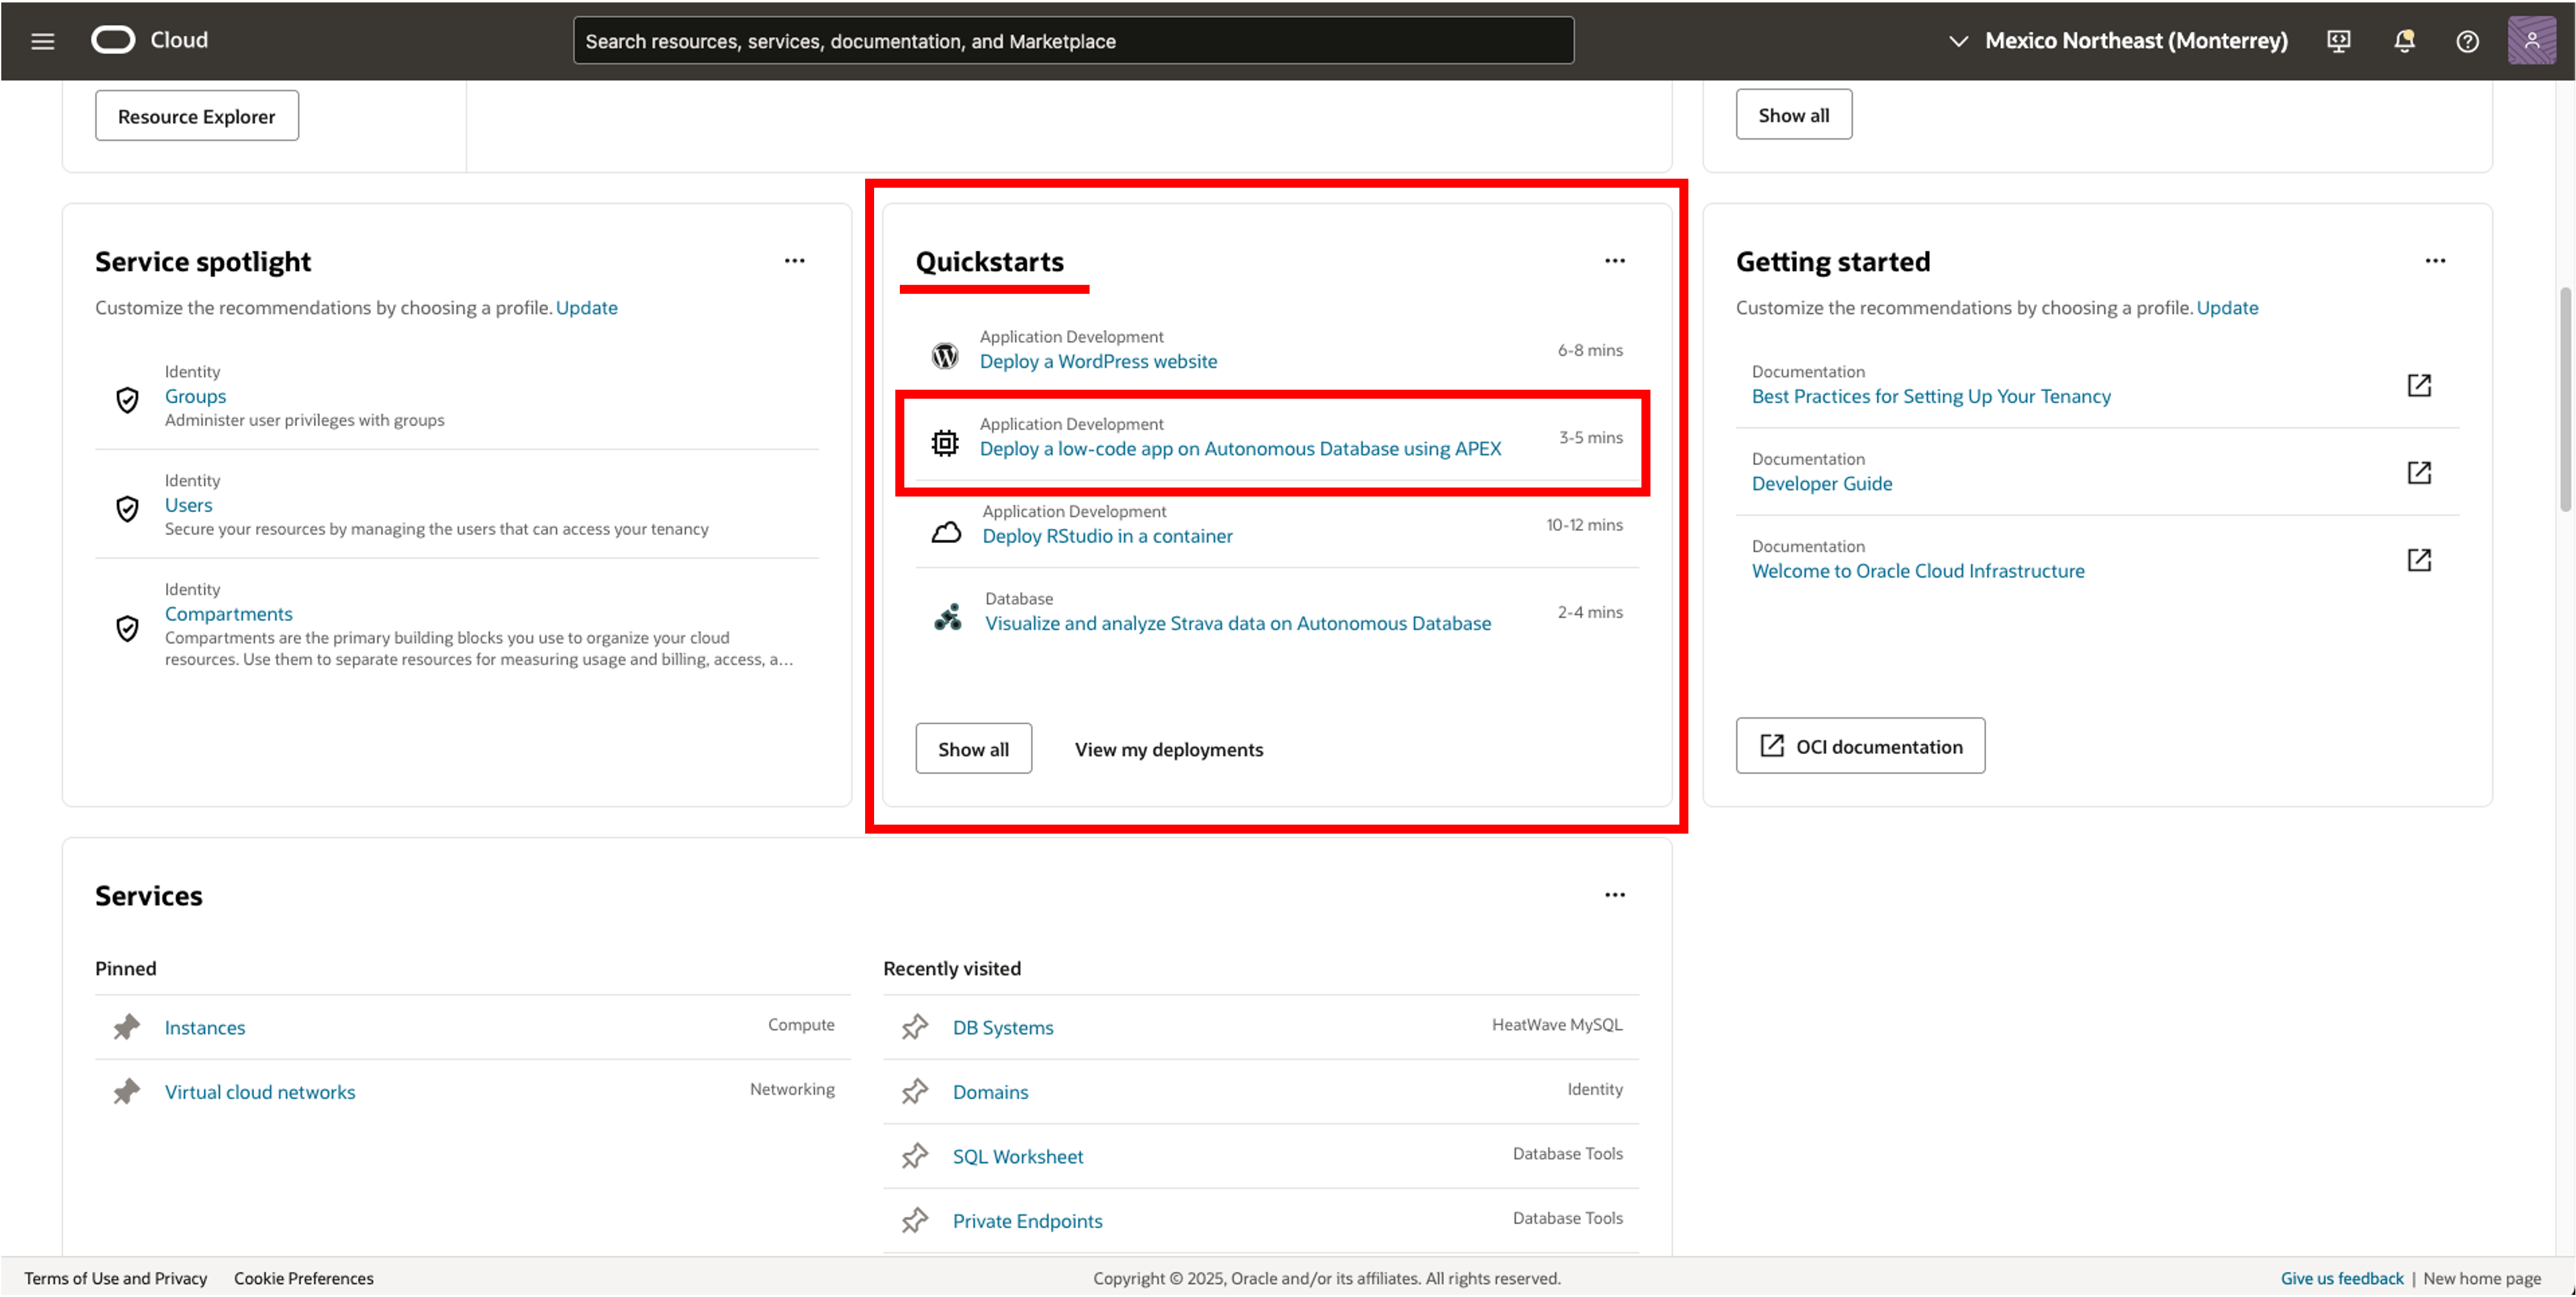 Cloud
Search resources, services, documentation, and Marketplace
Mexico Northeast (Monterrey)
Resource Explorer
Show all
Service spotlight
Customize the recommendations by choosing a profile. Update
Identity
Groups
Administer user privileges with groups
Identity
Users
Secure your resources by managing the users that can access your tenancy
Identity
Compartments
Compartments are the primary building blocks you use to organize your cloud
resources. Use them to separate resources for measuring usage and billing, access, a...
Quickstarts
Application Development
Deploy a WordPress website
6-8 mins
Application Development
Deploy a low-code app on Autonomous Database using APEX
3-5 mins
Application Development
Deploy RStudio in a container
10-12 mins
Database
Visualize and analyze Strava data on Autonomous Database
2-4 mins
Show all
View my deployments
Getting started
Customize the recommendations by choosing a profile. Update
Documentation
Best Practices for Setting Up Your Tenancy
Documentation
Developer Guide
Documentation
Welcome to Oracle Cloud Infrastructure
OCI documentation
Services
Pinned
Instances
Compute
Virtual cloud networks
Networking
Recently visited
DB Systems
HeatWave MySQL
Domains
Identity
SQL Worksheet
Database Tools
Private Endpoints
Database Tools
Terms of Use and Privacy
Cookie Preferences
Copyright © 2025, Oracle and/or its affiliates. All rights reserved.
Give us feedback | New home page